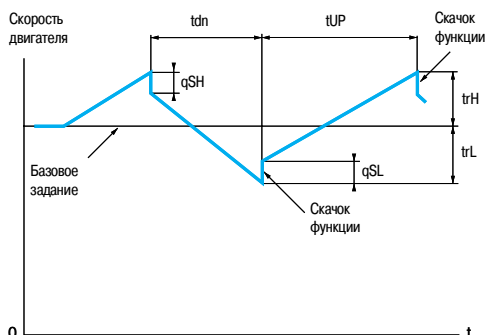 Скорость
двигателя
tdn
tUP
Скачок
функции
qSH
trH
Базовое
задание
trL
qSL
Скачок
функции
0
t